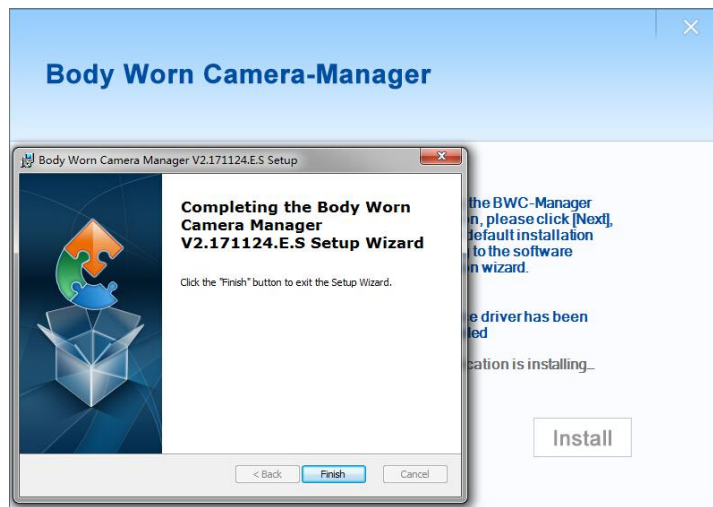 Body Worn Camera-Manager
Body Worn Camera Manager V2.171124.E.S Setup
Completing the Body Worn
Camera Manager
V2.171124.E.S Setup Wizard
Click the "Finish" button to exit the Setup Wizard.
< Back
Finish
Cancel
the BWC-Manager
please click [Next],
default installation
to the software
wizard.
driver has been
is installing...
Install